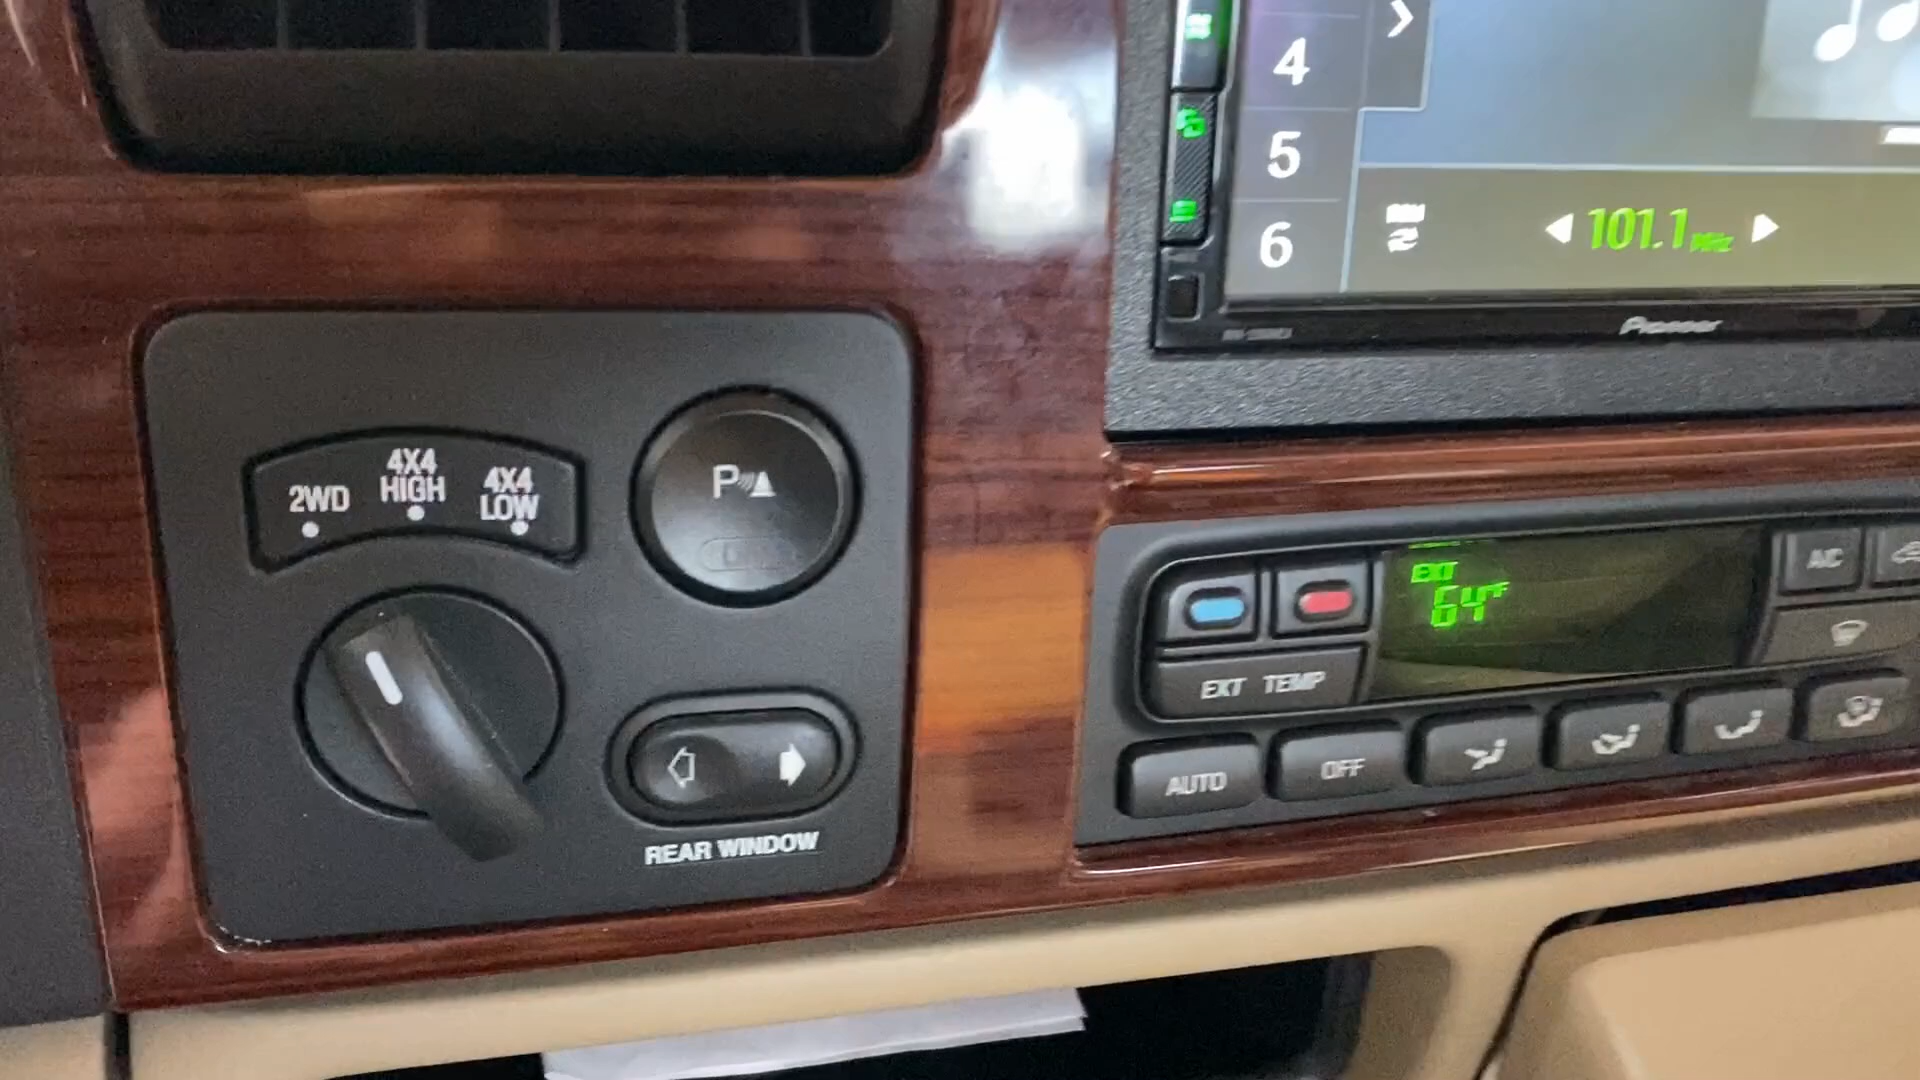 4
5
6
101.1 MHz
Pioneer
2WD
4X4
HIGH
4X4
LOW
P
REAR WINDOW
EXT
64°F
A/C
EXT TEMP
AUTO
OFF